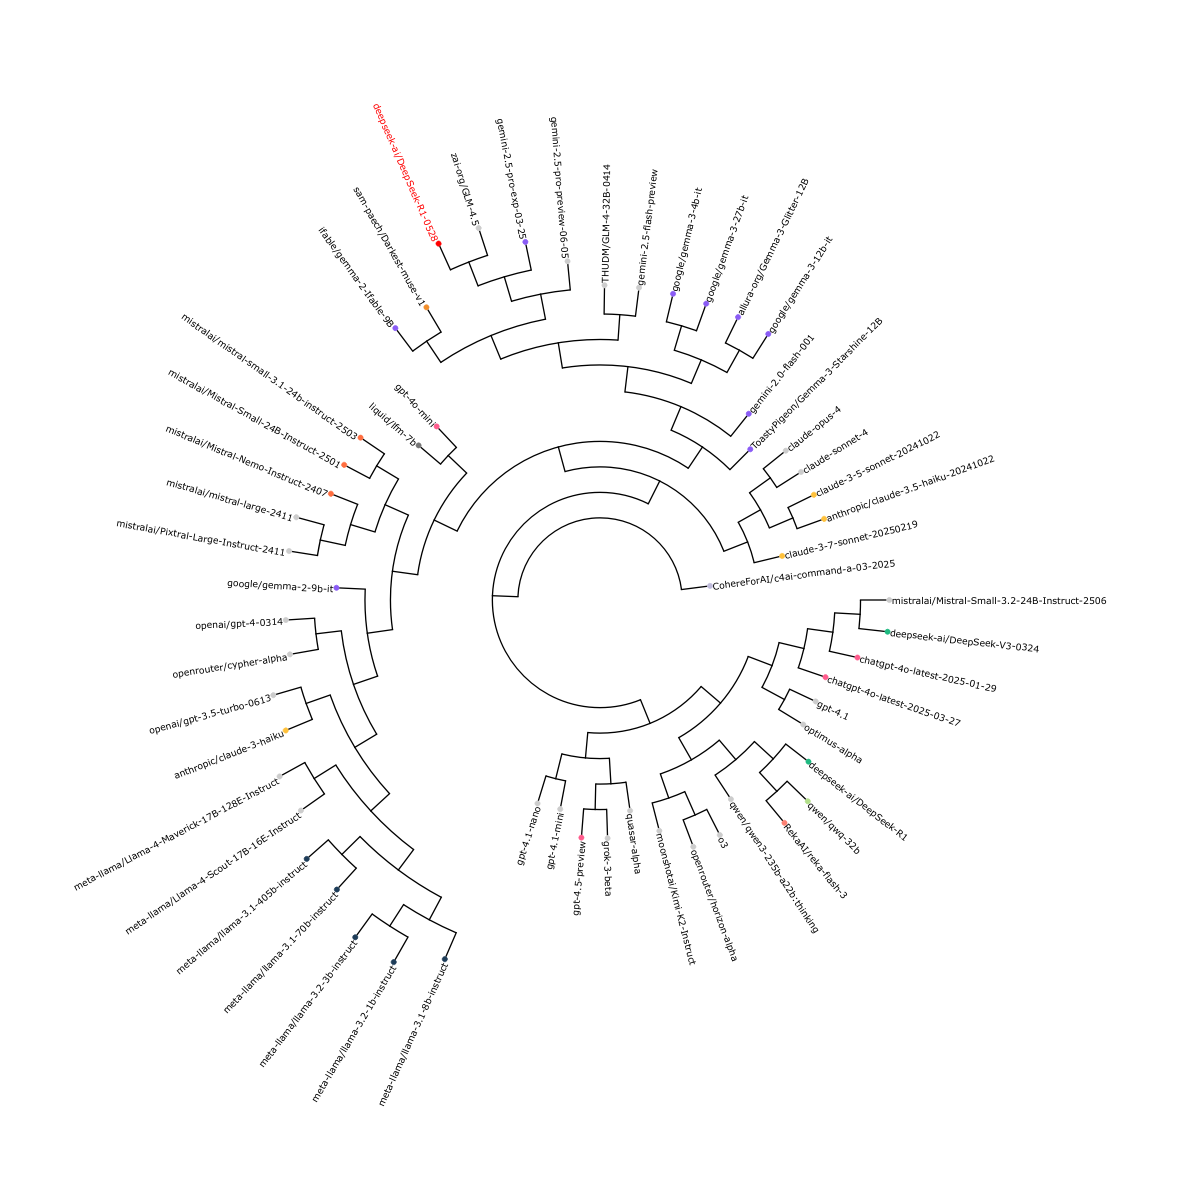 deepseek-ai/DeepSeek-R1-0528
zai-org/GLM-4.5
gemini-2.5-pro-exp-03-25
gemini-2.5-pro-preview-06-05
THUDM/GLM-4-32B-0414
gemini-2.5-flash-preview
google/gemma-3-4b-it
google/gemma-3-27b-it
allura-org/Gemma-3-Glitter-12B
google/gemma-3-12b-it
gemini-2.0-flash-001
ToastyPigeon/Gemma-3-Starshine-12B
claude-opus-4
claude-sonnet-4
claude-3-5-sonnet-20241022
anthropic/claude-3.5-haiku-20241022
claude-3-7-sonnet-20250219
CohereForAI/c4ai-command-a-03-2025
mistralai/Mistral-Small-3.2-24B-Instruct-2506
deepseek-ai/DeepSeek-V3-0324
chatgpt-4o-latest-2025-01-29
chatgpt-4o-latest-2025-03-27
gpt-4.1
optimus-alpha
deepseek-ai/DeepSeek-R1
qwen/qwq-32b
RekaAI/reka-flash-3
qwen/qwen3-235b-a22b:thinking
o3
openrouter/horizon-alpha
moonshotai/Kimi-K2-Instruct
quasar-alpha
grok-3-beta
gpt-4.5-preview
gpt-4.1-mini
gpt-4.1-nano
meta-llama/llama-3.1-8b-instruct
meta-llama/llama-3.2-1b-instruct
meta-llama/llama-3.2-3b-instruct
meta-llama/llama-3.1-70b-instruct
meta-llama/llama-3.1-405b-instruct
meta-llama/Llama-4-Scout-17B-16E-Instruct
meta-llama/Llama-4-Maverick-17B-128E-Instruct
anthropic/claude-3-haiku
openai/gpt-3.5-turbo-0613
openrouter/cypher-alpha
openai/gpt-4-0314
google/gemma-2-9b-it
mistralai/Pixtral-Large-Instruct-2411
mistralai/mistral-large-2411
mistralai/Mistral-Nemo-Instruct-2407
mistralai/Mistral-Small-24B-Instruct-2501
mistralai/mistral-small-3.1-24b-instruct-2503
liquid/lfm-7b
gpt-4o-mini
ifable/gemma-2-Ifable-9B
sam-paech/Darkest-muse-v1